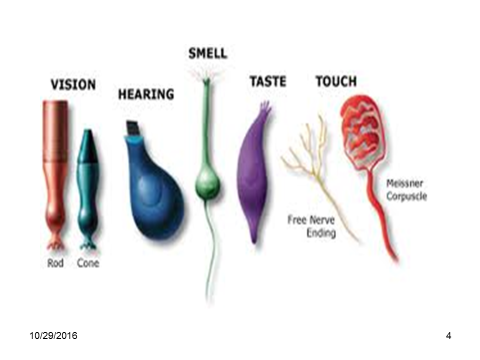 SMELL
VISION
HEARING
TASTE
TOUCH
Meissner
Corpuscle
Free Nerve
Ending
Rod
Cone
10/29/2016
4